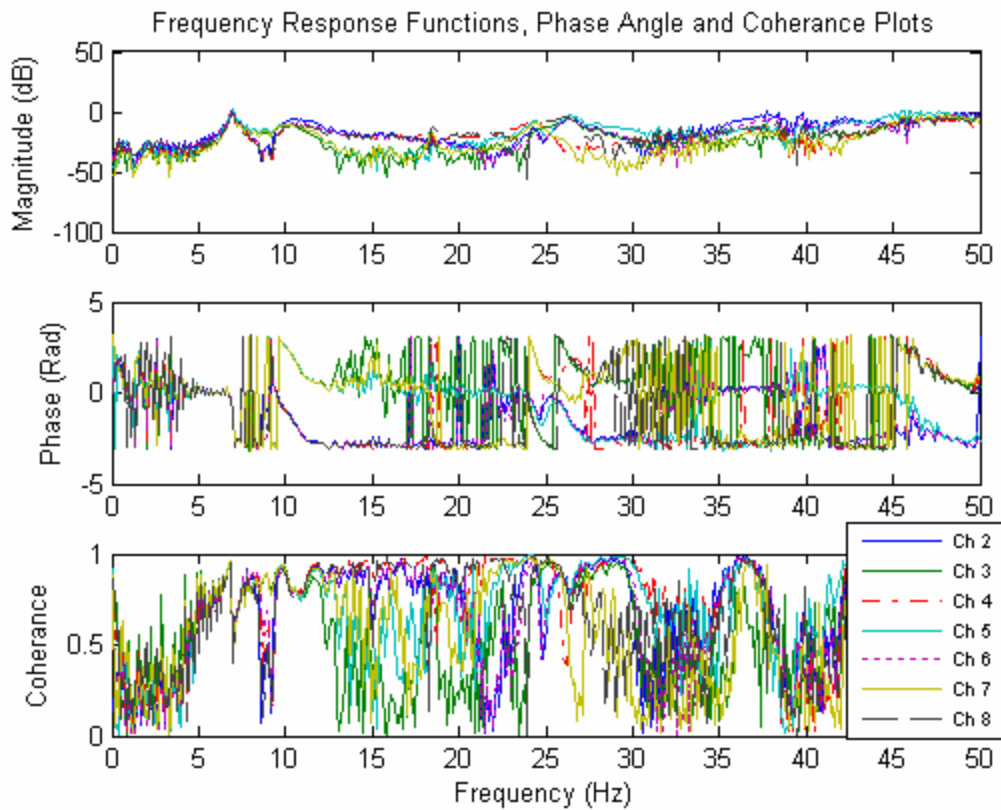 Frequency Response Functions, Phase Angle and Coherance Plots
50
0
-50
-100
Magnitude (dB)
0 5 10 15 20 25 30 35 40 45 50
5
0
-5
Phase (Rad)
0 5 10 15 20 25 30 35 40 45 50
1
0.5
0
Coherance
0 5 10 15 20 25 30 35 40 45 50
Frequency (Hz)
Ch 2
Ch 3
Ch 4
Ch 5
Ch 6
Ch 7
Ch 8